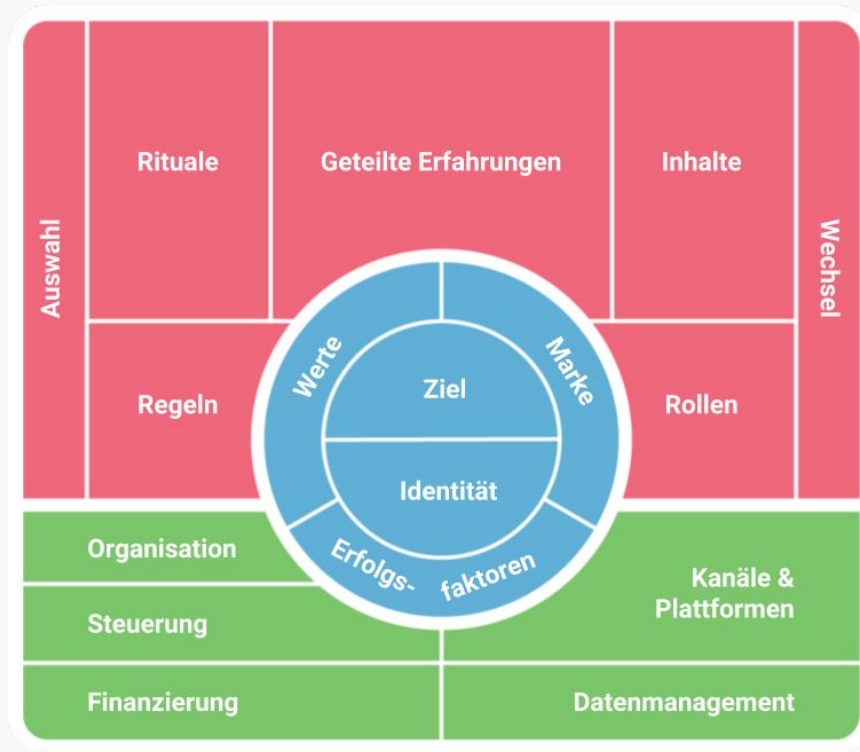 Rituale
Geteilte Erfahrungen
Inhalte
Auswahl
Wechsel
Regeln
Werte
Marke
Ziel
Rollen
Identität
Erfolgs-
faktoren
Organisation
Steuerung
Finanzierung
Kanäle &
Plattformen
Datenmanagement